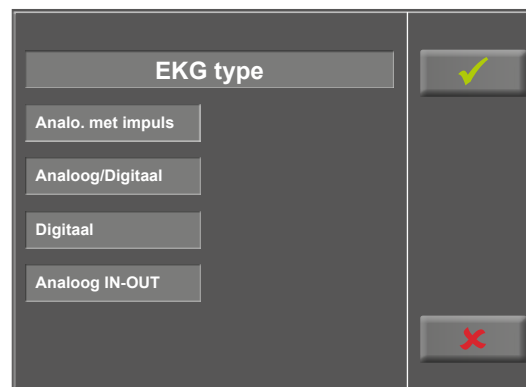 EKG type
Analo. met impuls
Analoog/Digitaal
Digitaal
Analoog IN-OUT